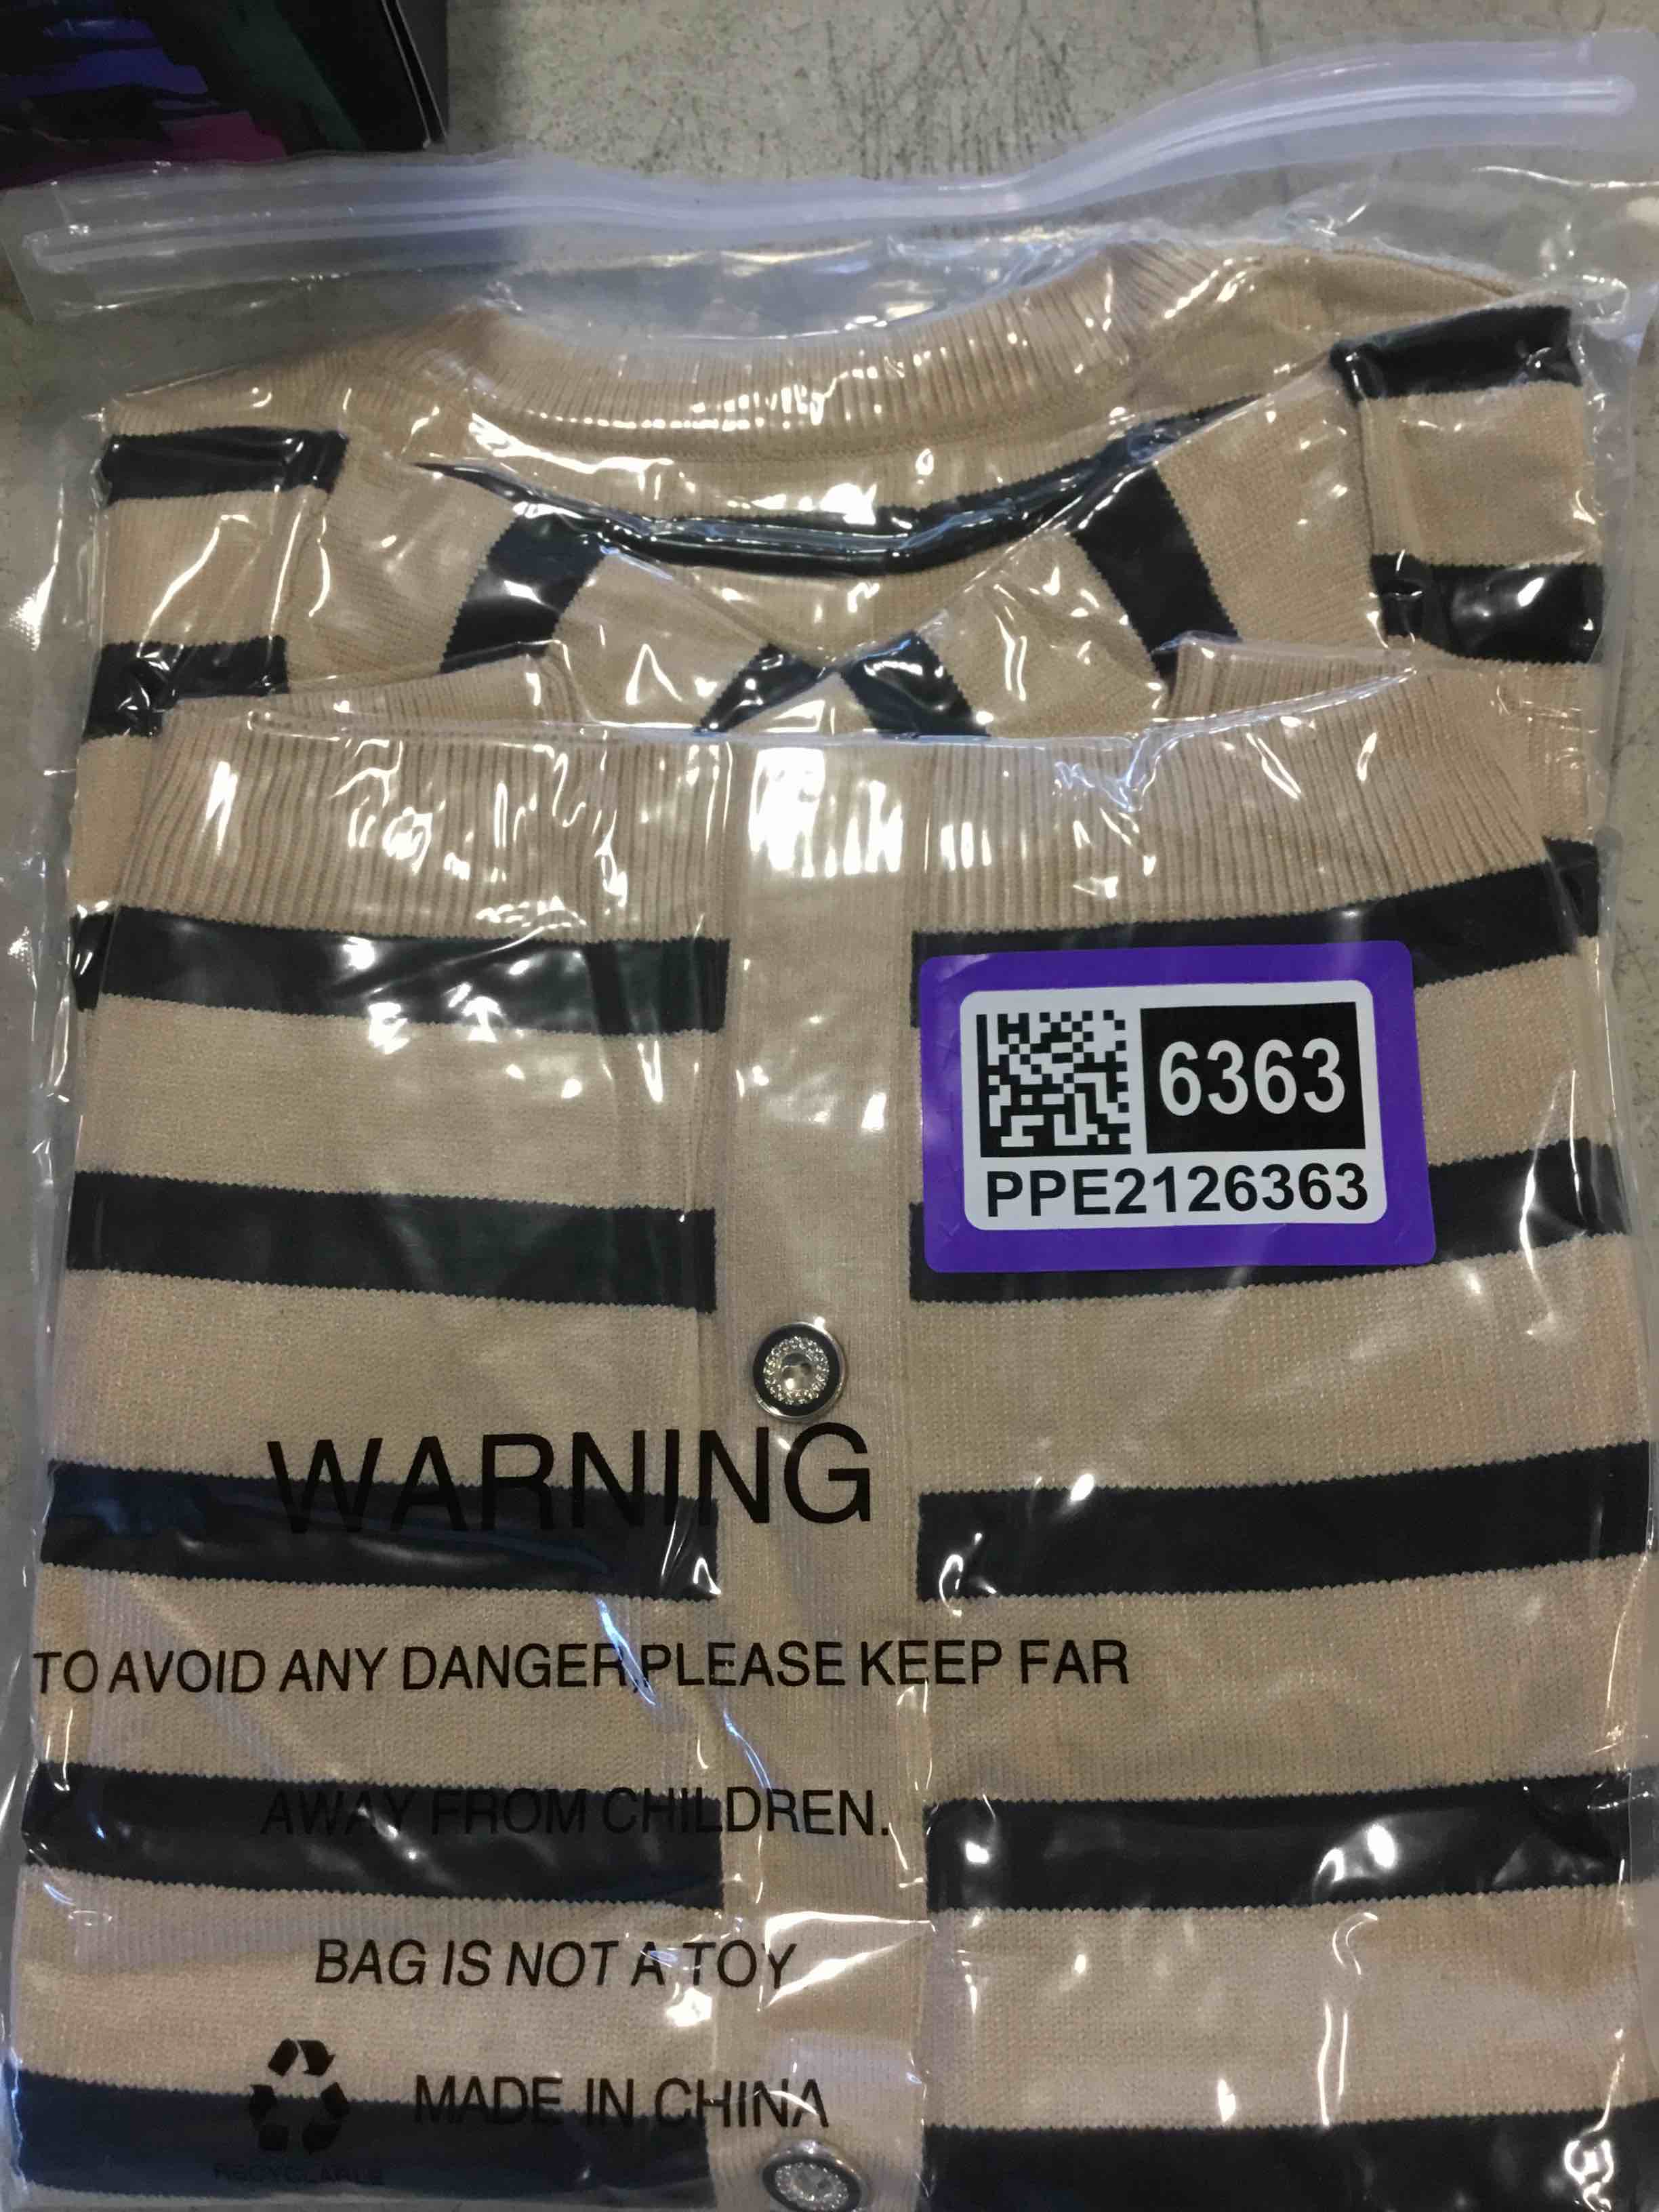 6363
PPE2126363
WARNING
TO AVOID ANY DANGER,PLEASE KEEP FAR
AWAY FROM CHILDREN.
BAG IS NOT A TOY
MADE IN CHINA
RECYCLABLE